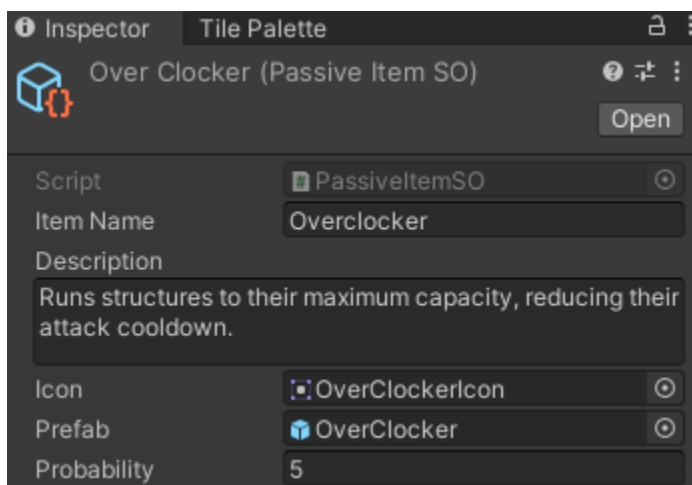 Inspector Tile Palette
Over Clocker (Passive Item SO)
Open
Script PassiveItemSO
Item Name Overclocker
Description
Runs structures to their maximum capacity, reducing their
attack cooldown.
Icon OverClockerIcon
Prefab OverClocker
Probability 5